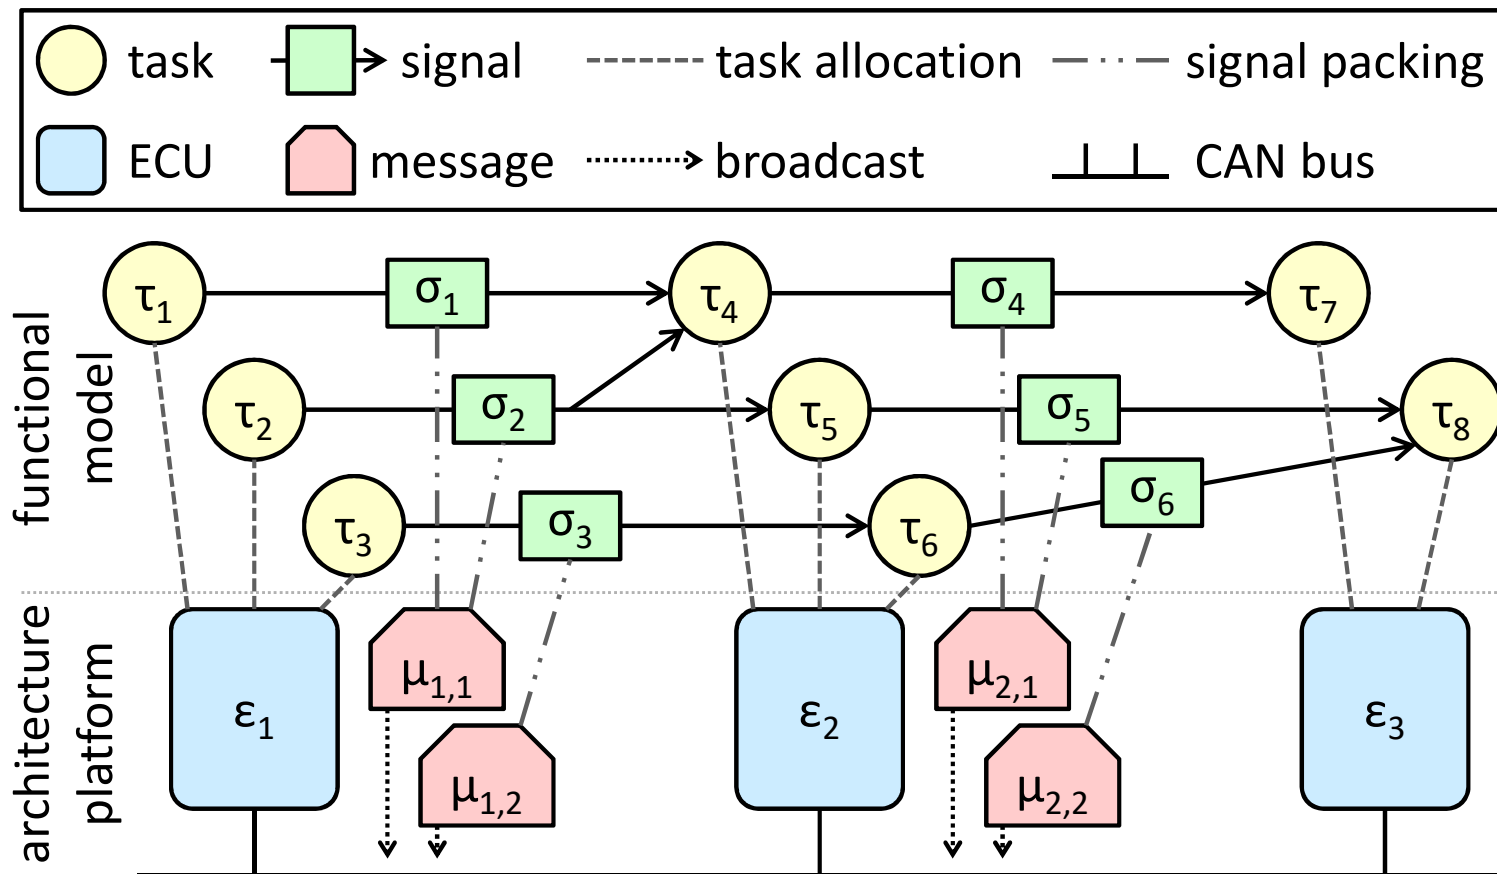 task signal task allocation signal packing
ECU message broadcast CAN bus
functional model
τ1 σ1 τ4 σ4 τ7
τ2 σ2 τ5 σ5 τ8
τ3 σ3 τ6 σ6
architecture platform
ε1 μ1,1 ε2 μ2,1 ε3
μ1,2 μ2,2